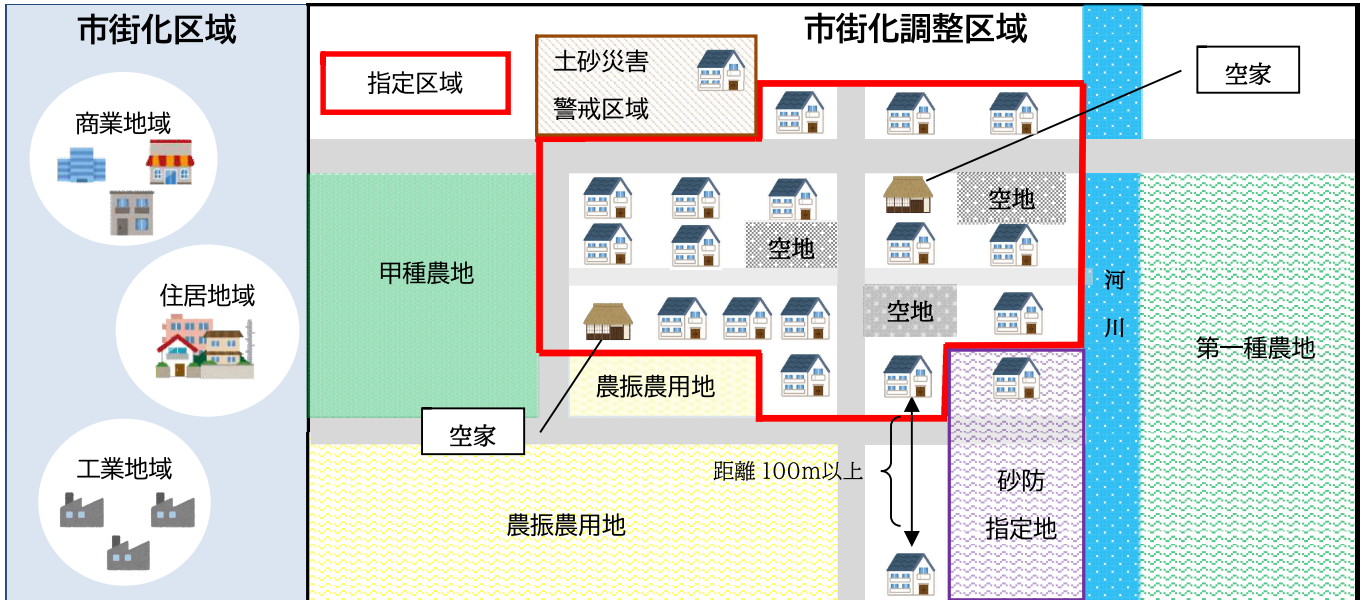 市街化区域
商業地域
住居地域
工業地域
市街化調整区域
指定区域
土砂災害
警戒区域
空家
空地
空地
甲種農地
空地
河
川
第一種農地
農振農用地
空家
距離 100m以上
砂防
指定地
農振農用地